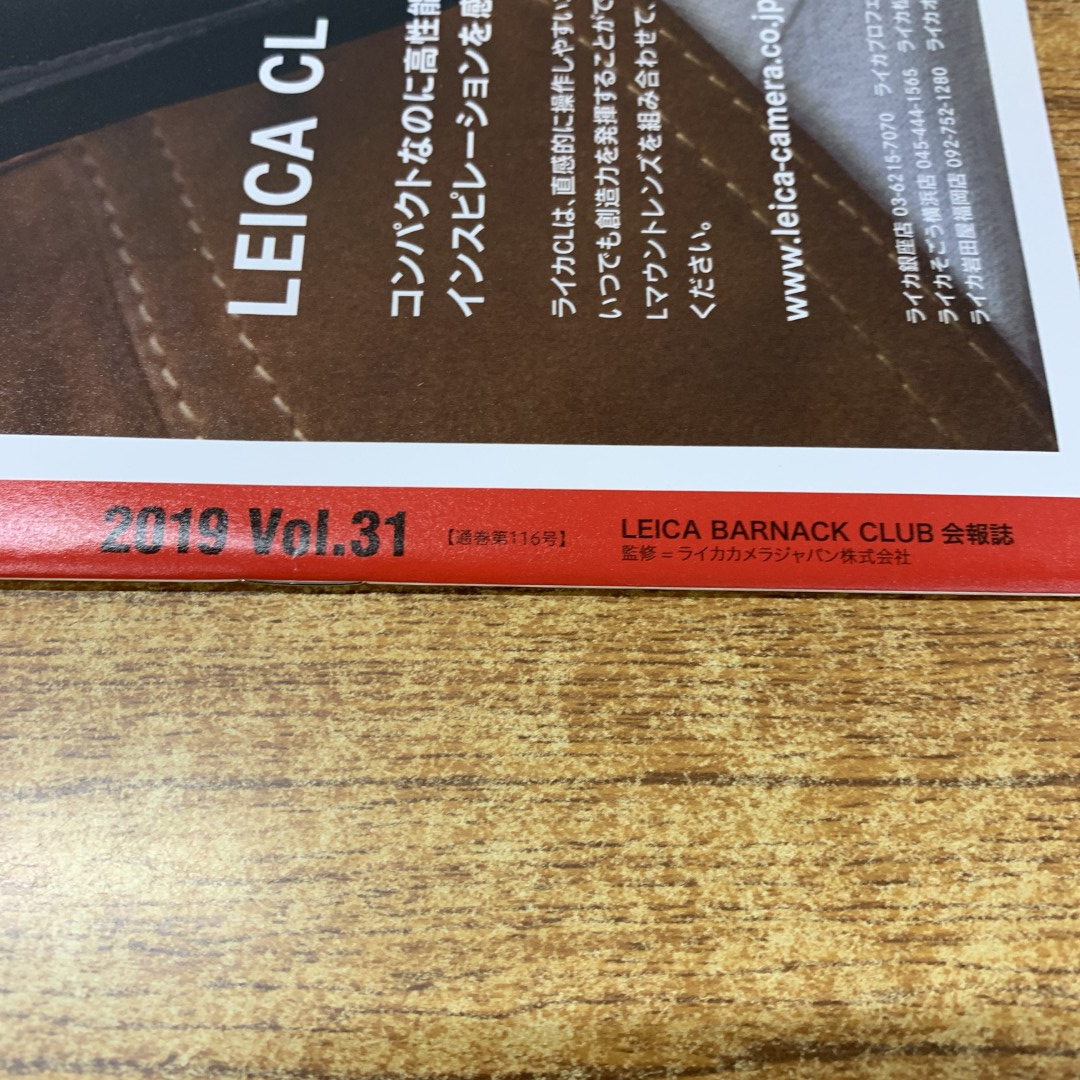 LEICA CL
コンパクトなのに高性能
インスピレーションを感
ライカCLは、直感的に操作しやすい
いつでも創造力を発揮することがで
Lマウントレンズを組み合わせて、
ください。
www.leica-camera.co.jp
ライカ銀座店 03-6215-7070 ライカプロフェ
ライカそごう横浜店 045-444-1565 ライカ
ライカ岩田屋福岡店 092-752-1280 ライカ
2019 Vol.31 【通巻第116号】 LEICA BARNACK CLUB 会報誌
監修=ライカカメラジャパン株式会社